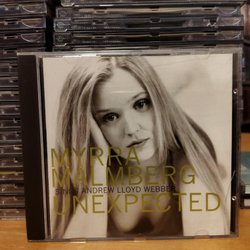 MYRRA
MALMBERG
SINGS ANDREW LLOYD WEBBER
UNEXPECTED